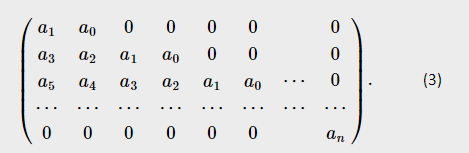 a₁ a₀ 0 0 0 0 0
a₃ a₂ a₁ a₀ 0 0 0
a₅ a₄ a₃ a₂ a₁ a₀ ⋯ 0 . (3)
⋯ ⋯ ⋯ ⋯ ⋯ ⋯ ⋯ ⋯
0 0 0 0 0 0 aₙ